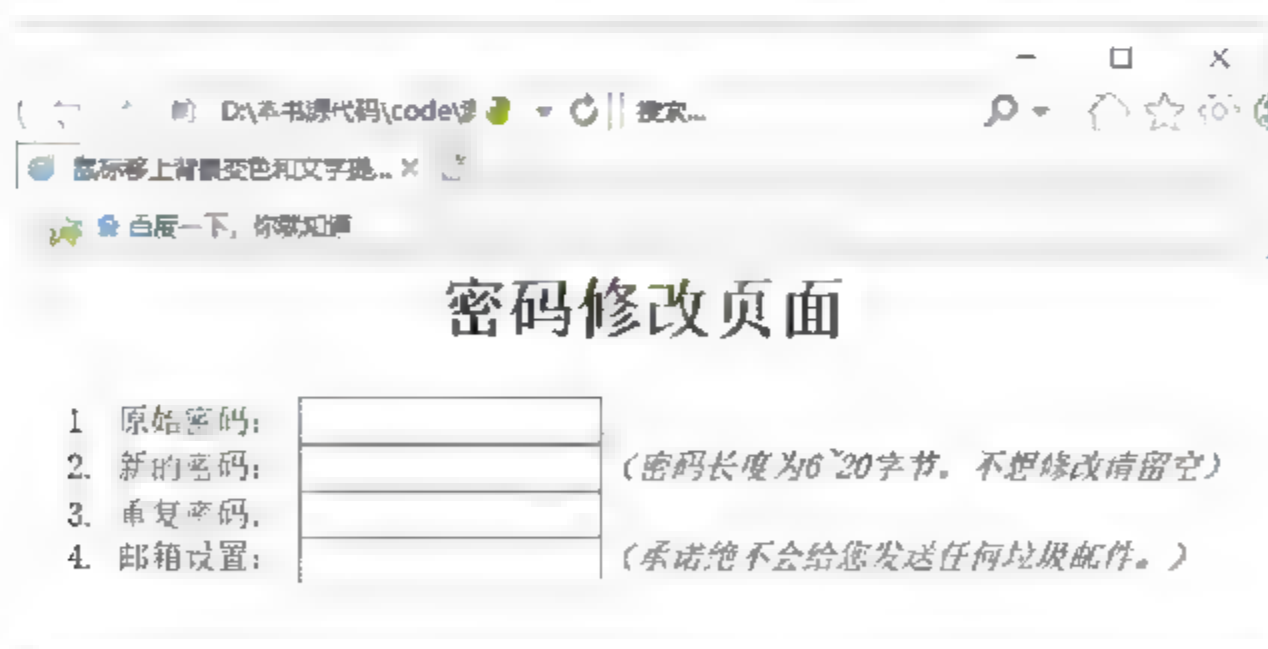 D:\本书源代码\code\ 搜索...
鼠标移上背景变色和文字提...
百度一下，你就知道
密码修改页面
1. 原始密码：
2. 新的密码： （密码长度为6~20字节。不想修改请留空）
3. 重复密码：
4. 邮箱设置： （承诺绝不会给您发送任何垃圾邮件。）